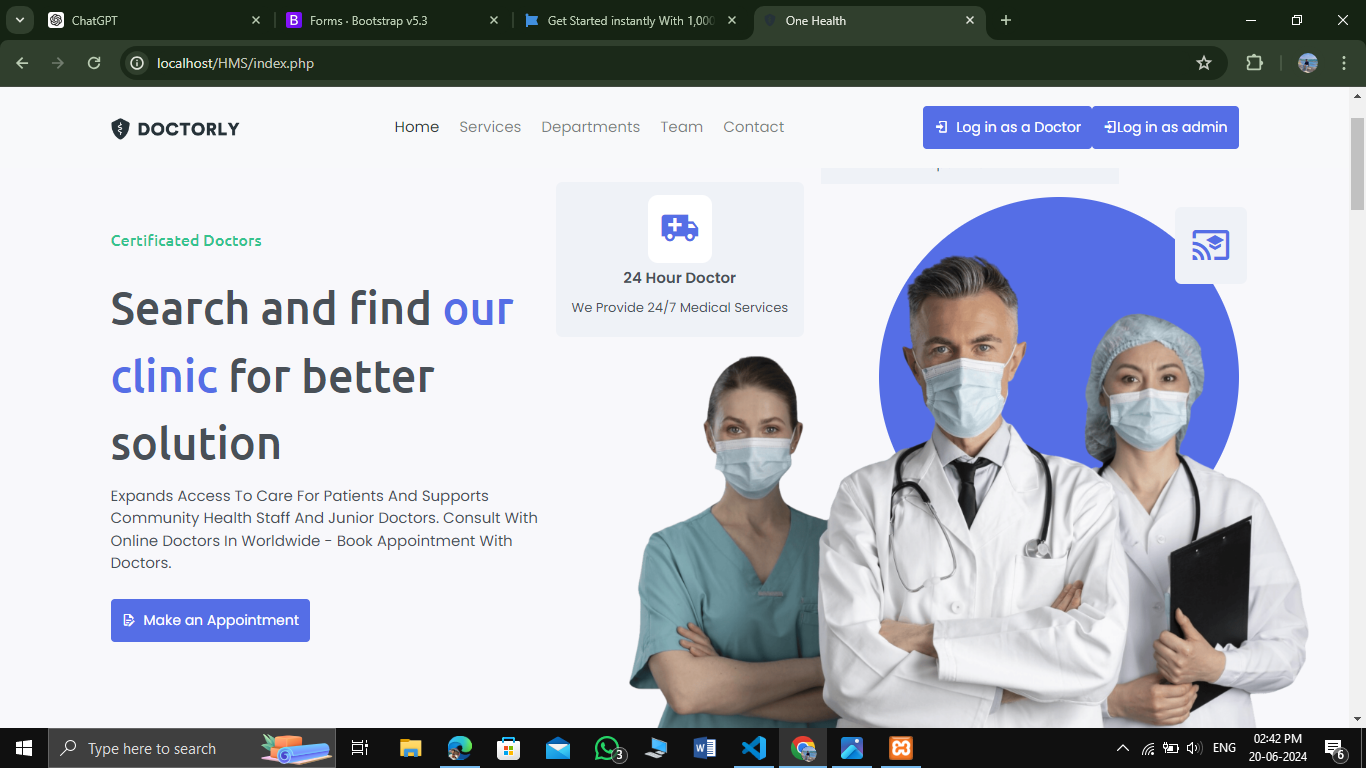 ChatGPT
Forms · Bootstrap v5.3
Get Started instantly With 1,000
One Health
localhost/HMS/index.php
DOCTORLY
Home
Services
Departments
Team
Contact
Log in as a Doctor
Log in as admin
24 Hour Doctor
We Provide 24/7 Medical Services
Certificated Doctors
Search and find our
clinic for better
solution
Expands Access To Care For Patients And Supports
Community Health Staff And Junior Doctors. Consult With
Online Doctors In Worldwide - Book Appointment With
Doctors.
Make an Appointment
Type here to search
3
ENG
02:42 PM
20-06-2024
6